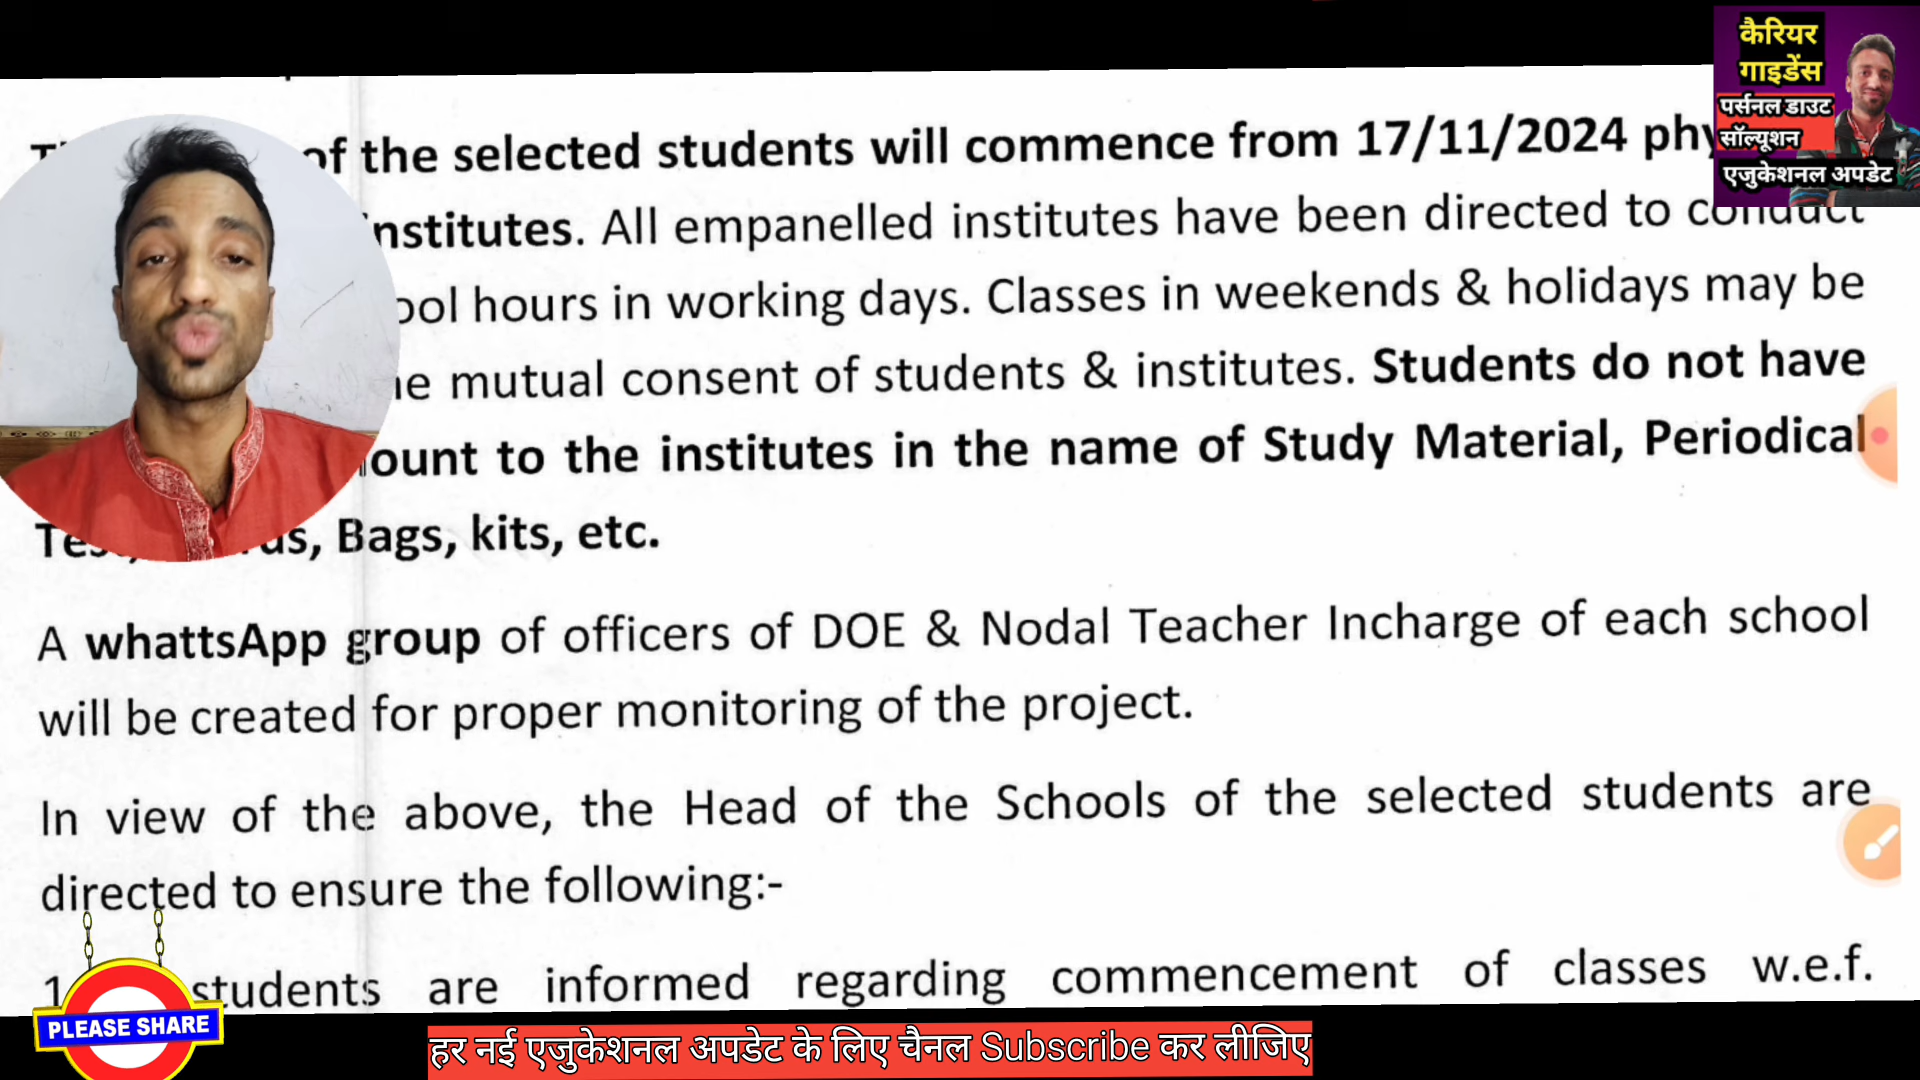 of the selected students will commence from 17/11/2024
institutes. All empanelled institutes have been directed to conduct
hours in working days. Classes in weekends & holidays may be
mutual consent of students & institutes. Students do not have
to the institutes in the name of Study Material, Periodical
Bags, kits, etc.
A whattsApp group of officers of DOE & Nodal Teacher Incharge of each school
will be created for proper monitoring of the project.
In view of the above, the Head of the Schools of the selected students are
directed to ensure the following:-
students are informed regarding commencement of classes w.e.f.
कैरियर
गाइडेंस
पर्सनल डाउट
सॉल्यूशन
एजुकेशनल अपडेट
PLEASE SHARE
हर नई एजुकेशनल अपडेट के लिए चैनल Subscribe कर लीजिए